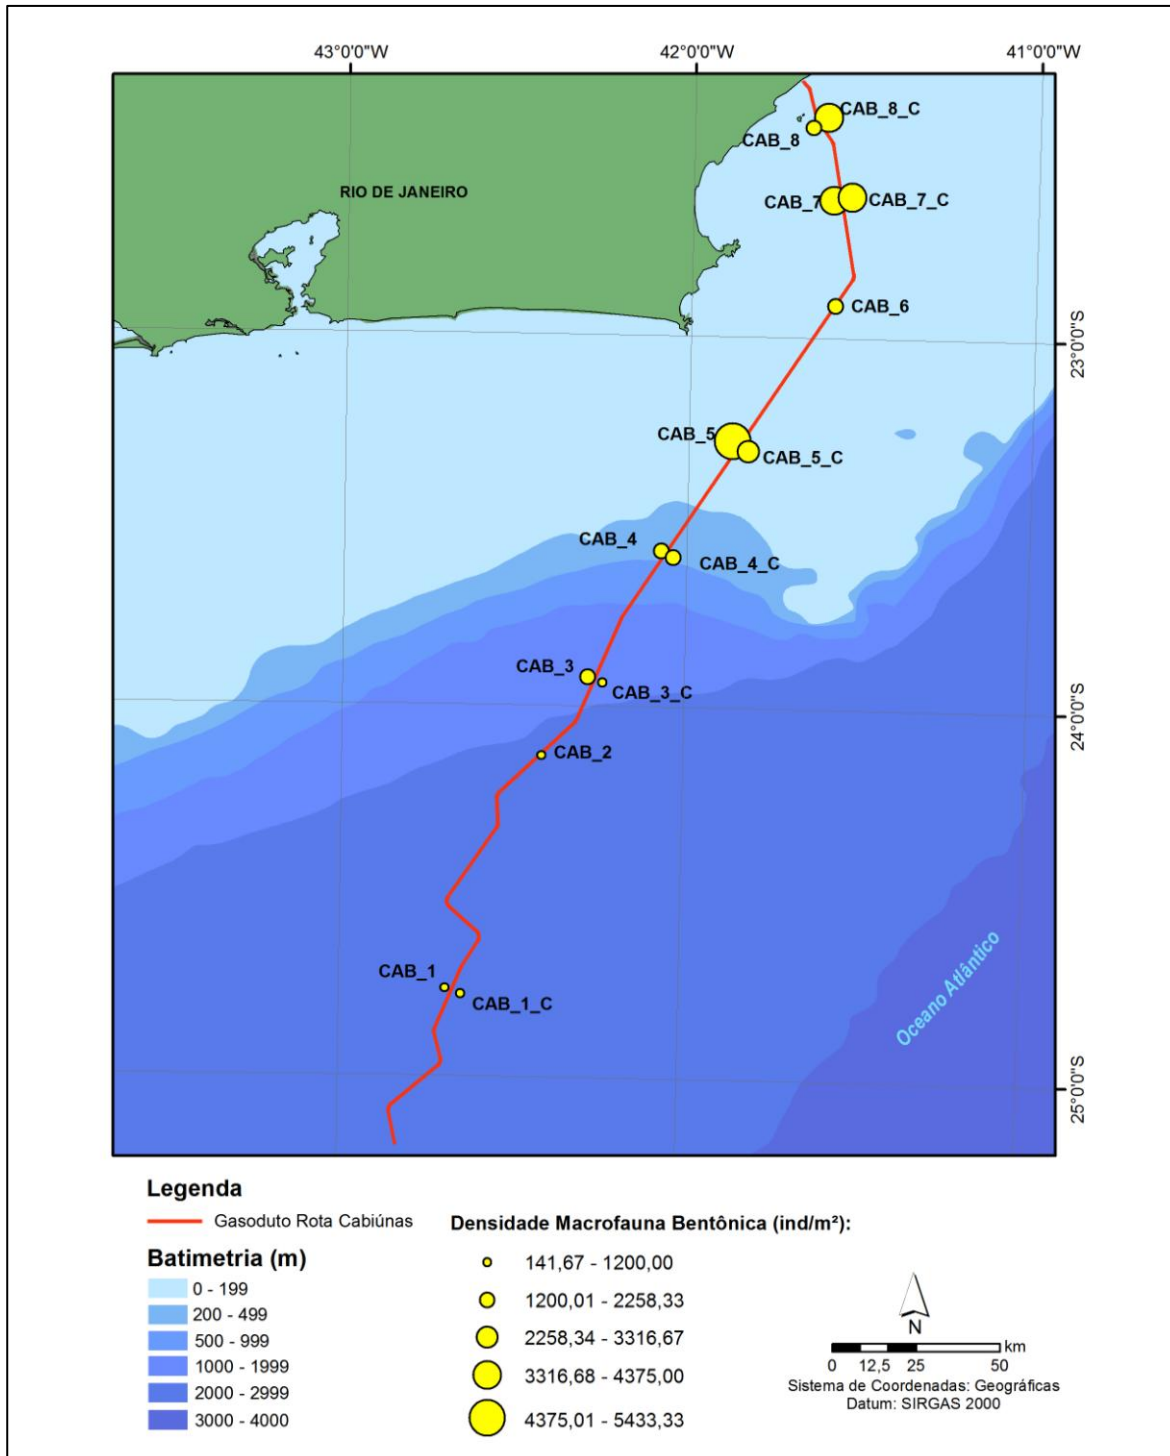 43°0'0"W
42°0'0"W
41°0'0"W
CAB_8_C
CAB_8
RIO DE JANEIRO
CAB_7
CAB_7_C
CAB_6
23°0'0"S
CAB_5
CAB_5_C
CAB_4
CAB_4_C
CAB_3
CAB_3_C
24°0'0"S
CAB_2
Oceano Atlântico
CAB_1
CAB_1_C
25°0'0"S
Legenda
Gasoduto Rota Cabiúnas
Densidade Macrofauna Bentônica (ind/m²):
Batimetria (m)
0 - 199
200 - 499
500 - 999
1000 - 1999
2000 - 2999
3000 - 4000
141,67 - 1200,00
1200,01 - 2258,33
2258,34 - 3316,67
3316,68 - 4375,00
4375,01 - 5433,33
N
km
0 12,5 25 50
Sistema de Coordenadas: Geográficas
Datum: SIRGAS 2000